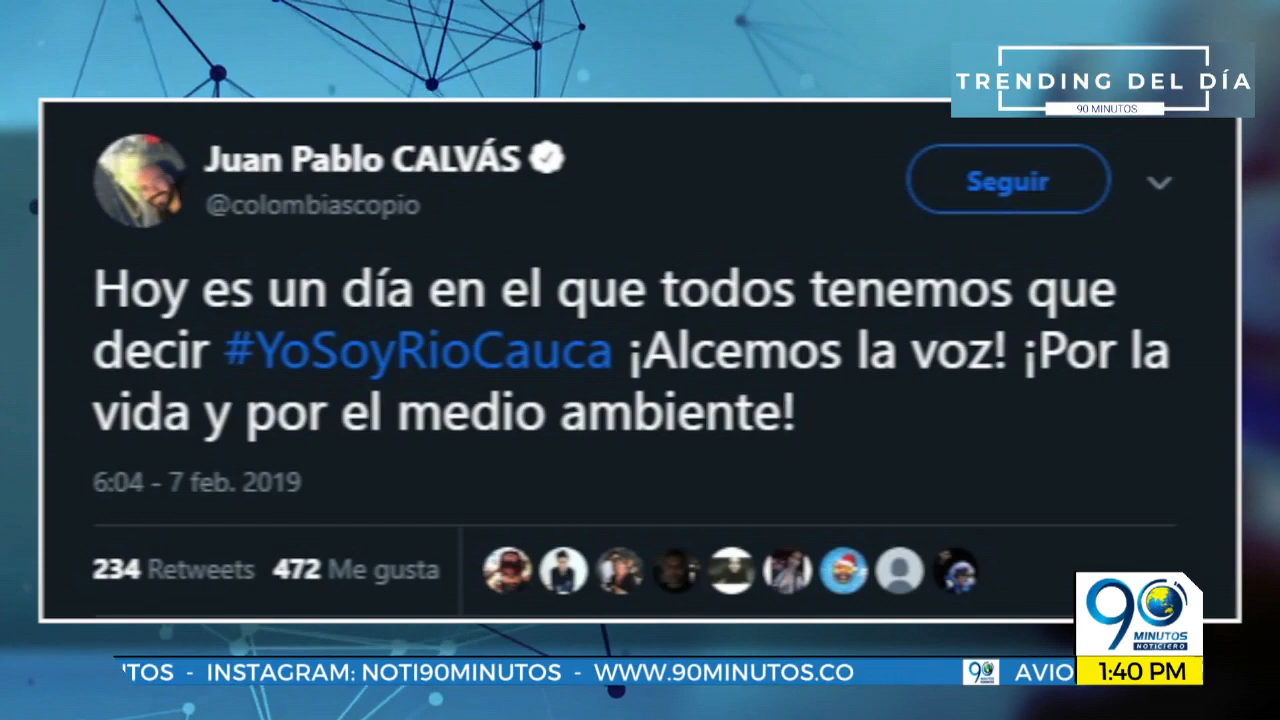 TRENDING DEL DÍA
90 MINUTOS
Juan Pablo CALVÁS
@colombiascopio
Seguir
Hoy es un día en el que todos tenemos que
decir #YoSoyRioCauca ¡Alcemos la voz! ¡Por la
vida y por el medio ambiente!
6:04 - 7 feb. 2019
234 Retweets 472 Me gusta
90
MINUTOS
NOTICIERO
'TOS - INSTAGRAM: NOTI90MINUTOS - WWW.90MINUTOS.CO
90
AVIO
1:40 PM